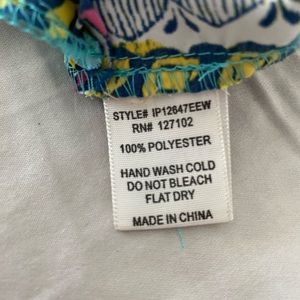 STYLE# IP12647EEW
RN# 127102
100% POLYESTER
HAND WASH COLD
DO NOT BLEACH
FLAT DRY
MADE IN CHINA